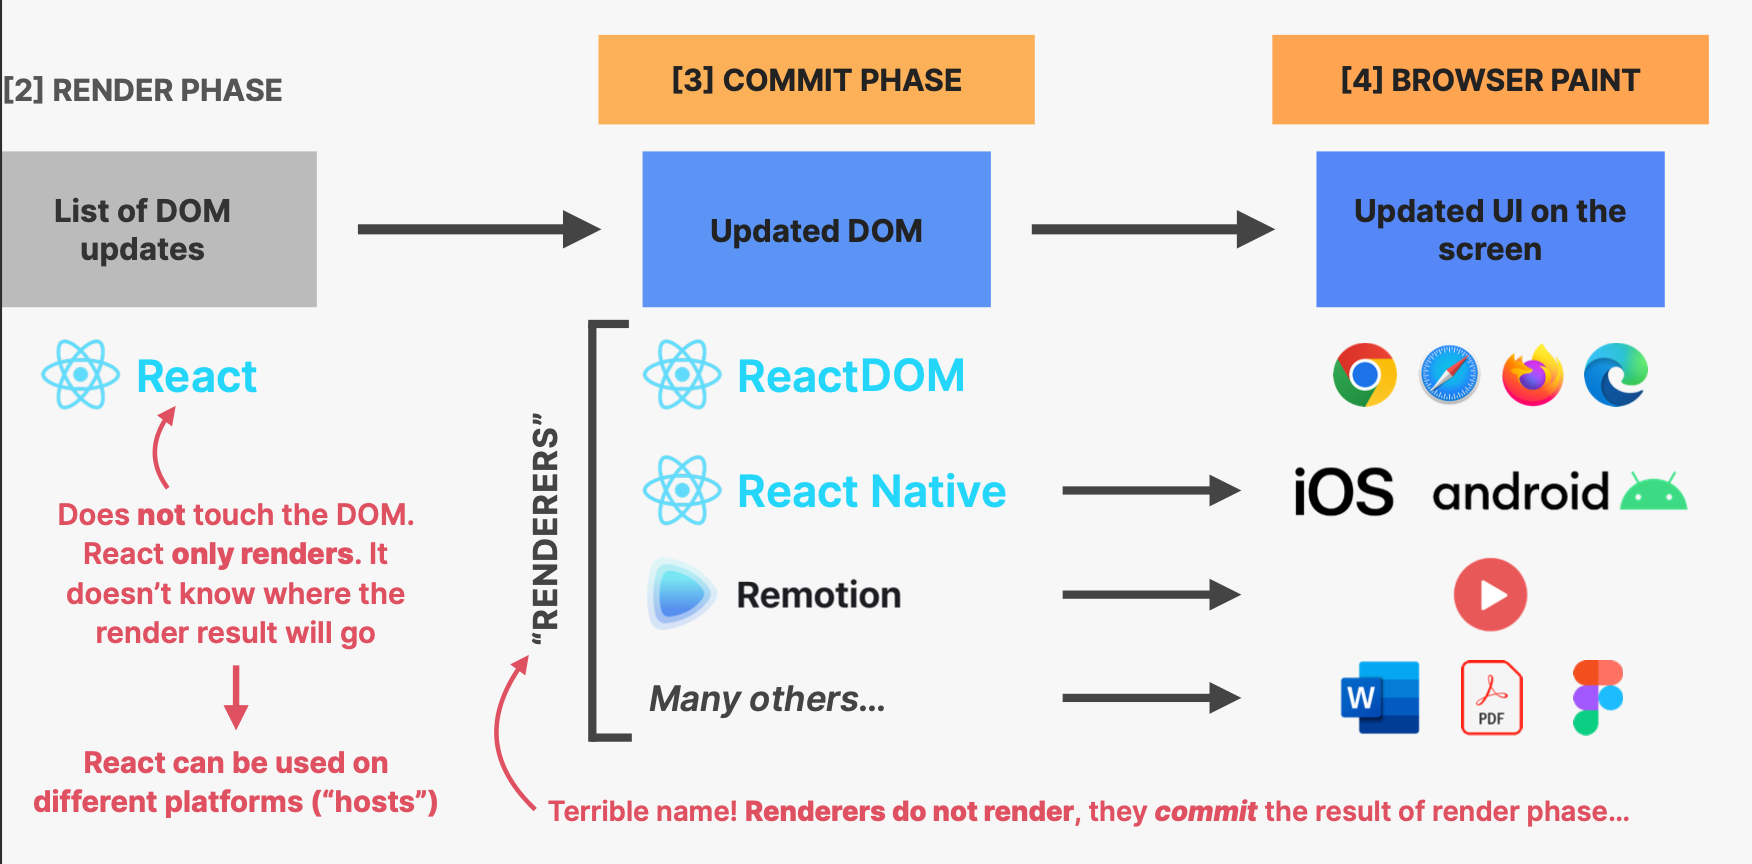 [2] RENDER PHASE
[3] COMMIT PHASE
[4] BROWSER PAINT
List of DOM
updates
Updated DOM
Updated UI on the
screen
React
Does not touch the DOM.
React only renders. It
doesn’t know where the
render result will go
React can be used on
different platforms (“hosts”)
“RENDERERS”
ReactDOM
React Native
iOS
android
Remotion
Many others…
W
PDF
Terrible name! Renderers do not render, they commit the result of render phase…